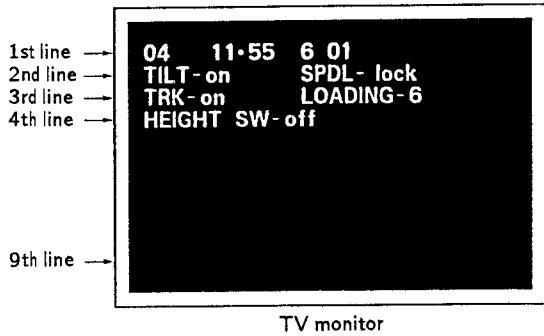 1st line 04 11·55 6 01
2nd line TILT-on SPDL- lock
3rd line TRK-on LOADING-6
4th line HEIGHT SW-off
9th line
TV monitor